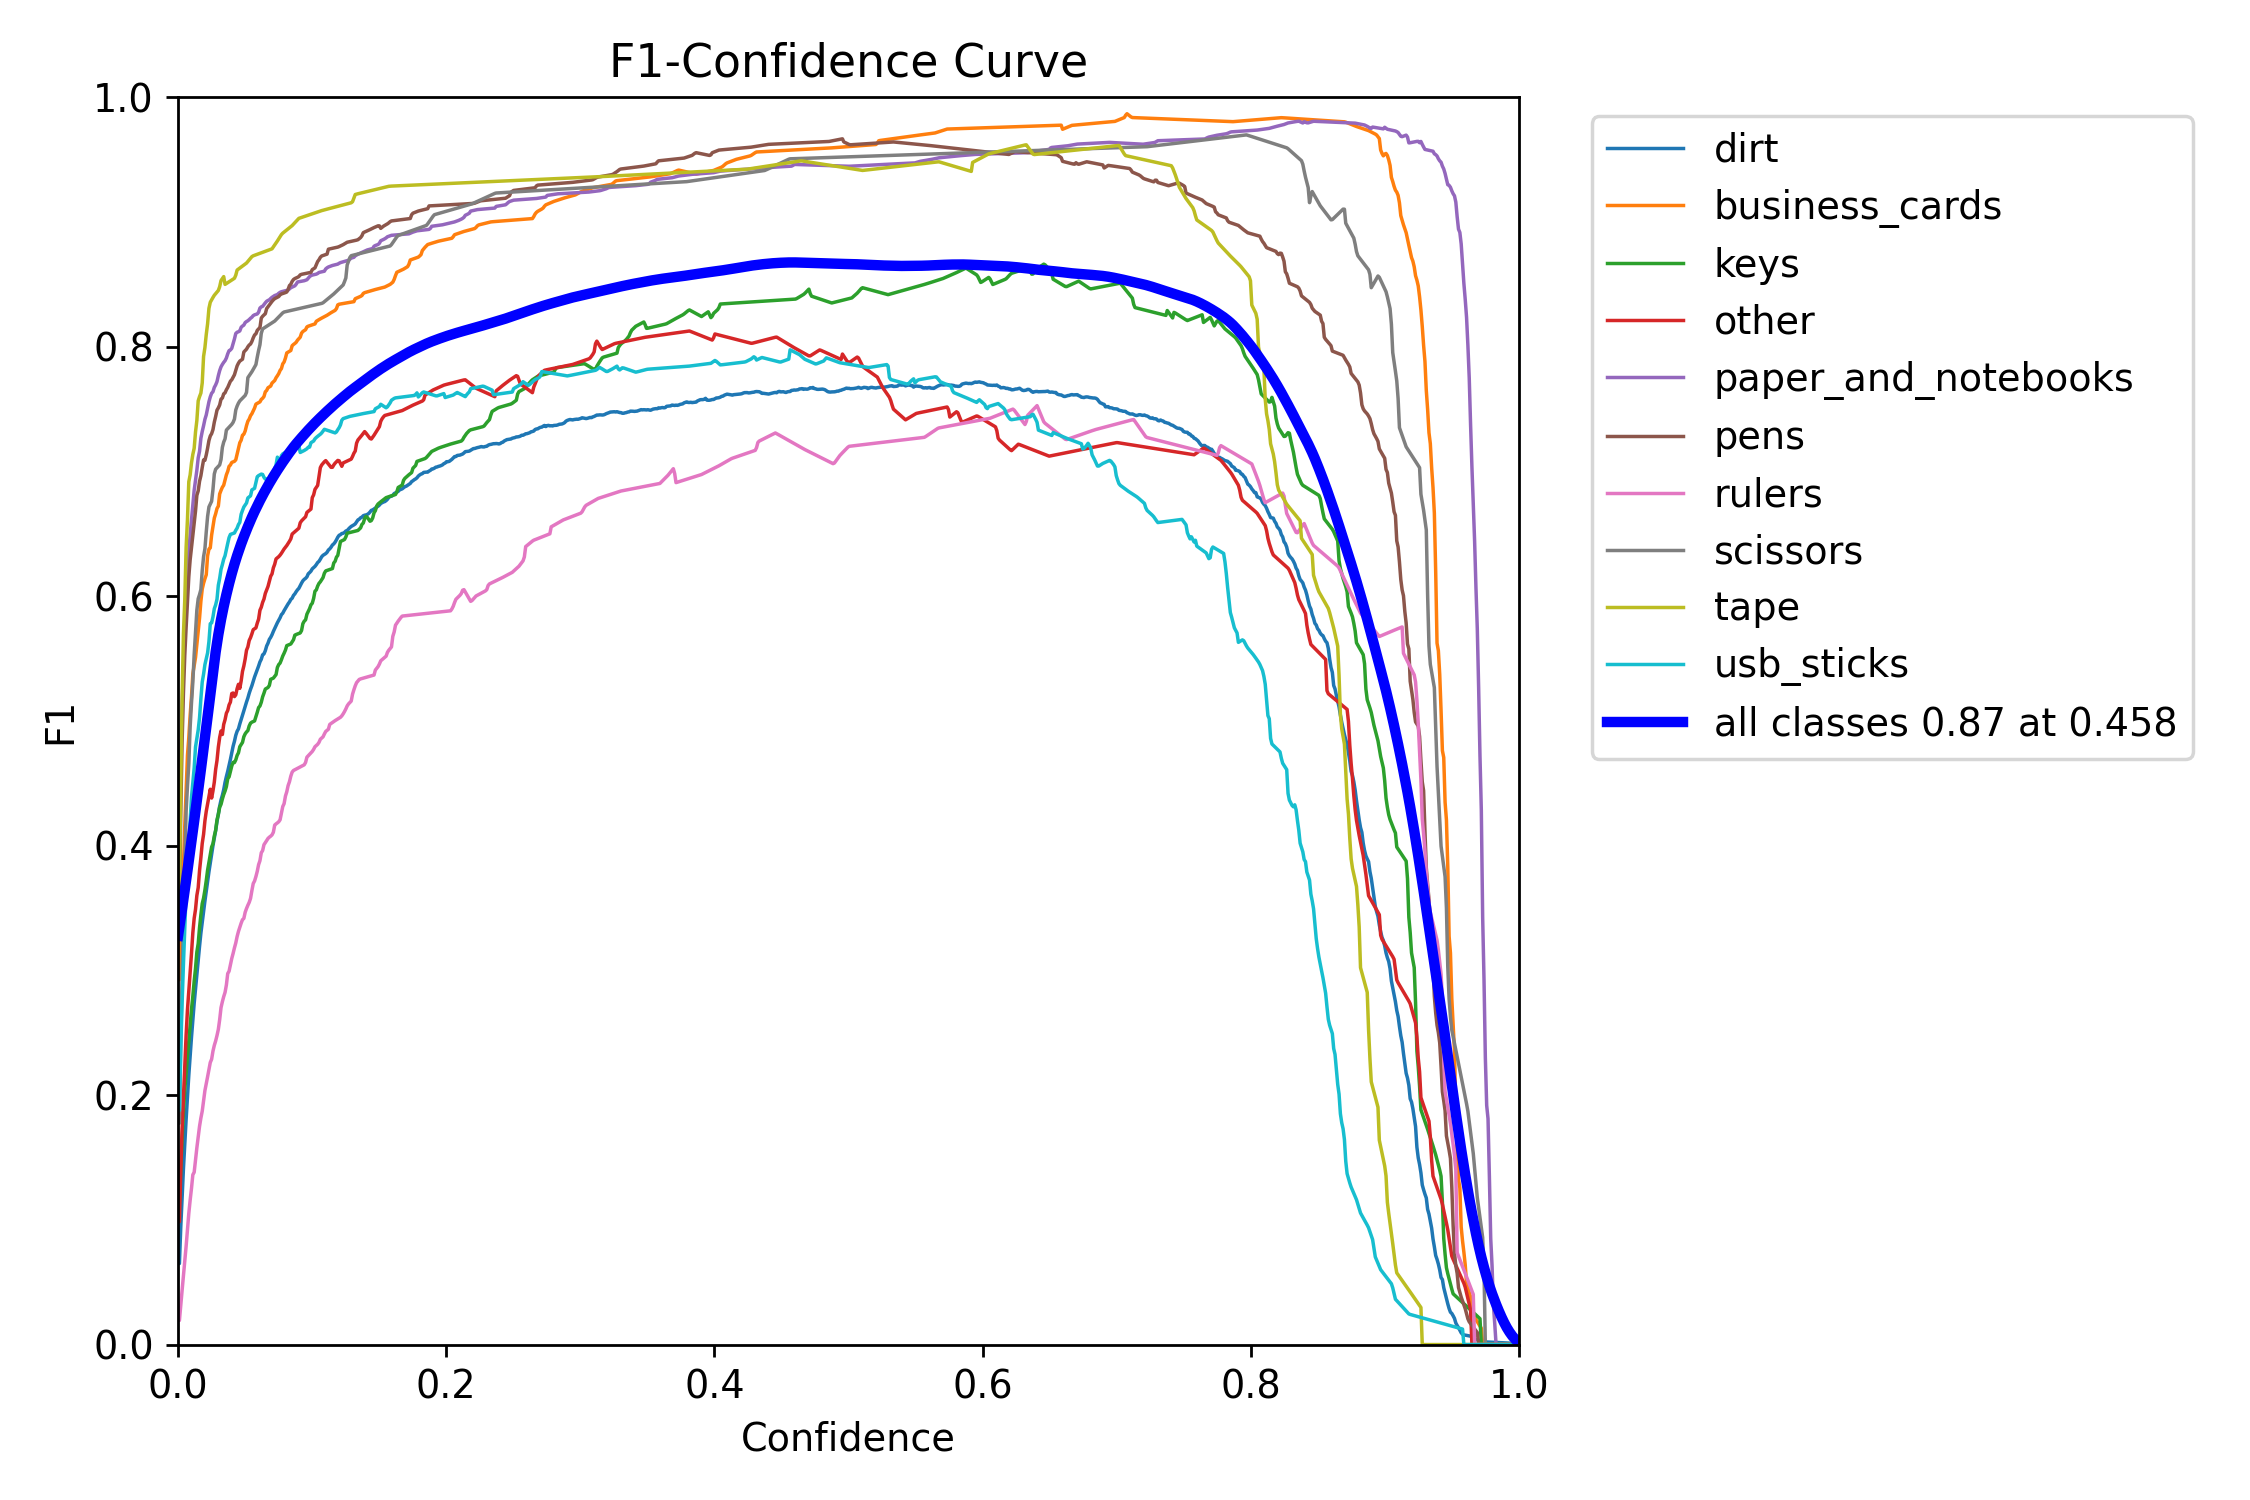 F1-Confidence Curve
1.0
0.8
0.6
0.4
0.2
0.0
F1
0.0 0.2 0.4 0.6 0.8 1.0
Confidence
dirt
business_cards
keys
other
paper_and_notebooks
pens
rulers
scissors
tape
usb_sticks
all classes 0.87 at 0.458